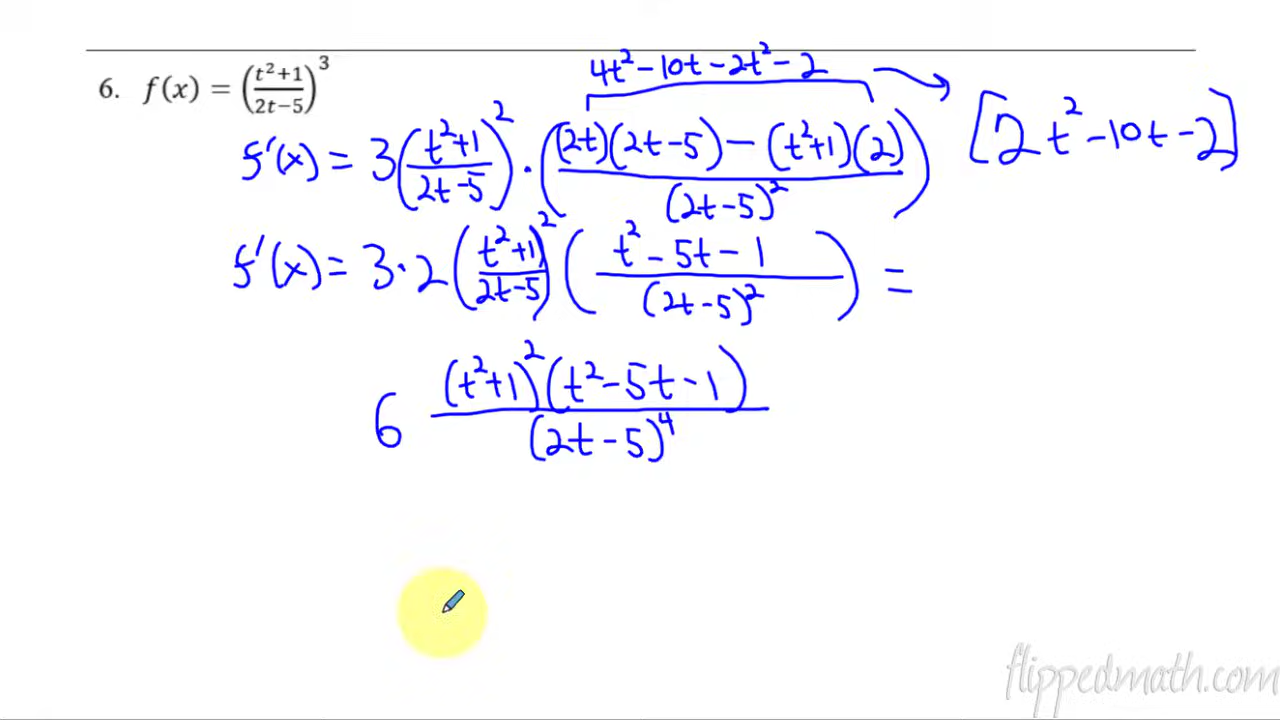 4t² - 10t - 2t² - 2
6. f(x) = ((t²+1)/(2t-5))³
[2t² - 10t - 2]
f'(x) = 3((t²+1)/(2t-5))² · (((2t)(2t-5) - (t²+1)(2))/(2t-5)²)
f'(x) = 3·2((t²+1)/(2t-5))² ((t² - 5t - 1)/(2t-5)²) =
6 ((t²+1)²(t² - 5t - 1))/(2t-5)⁴
flippedmath.com